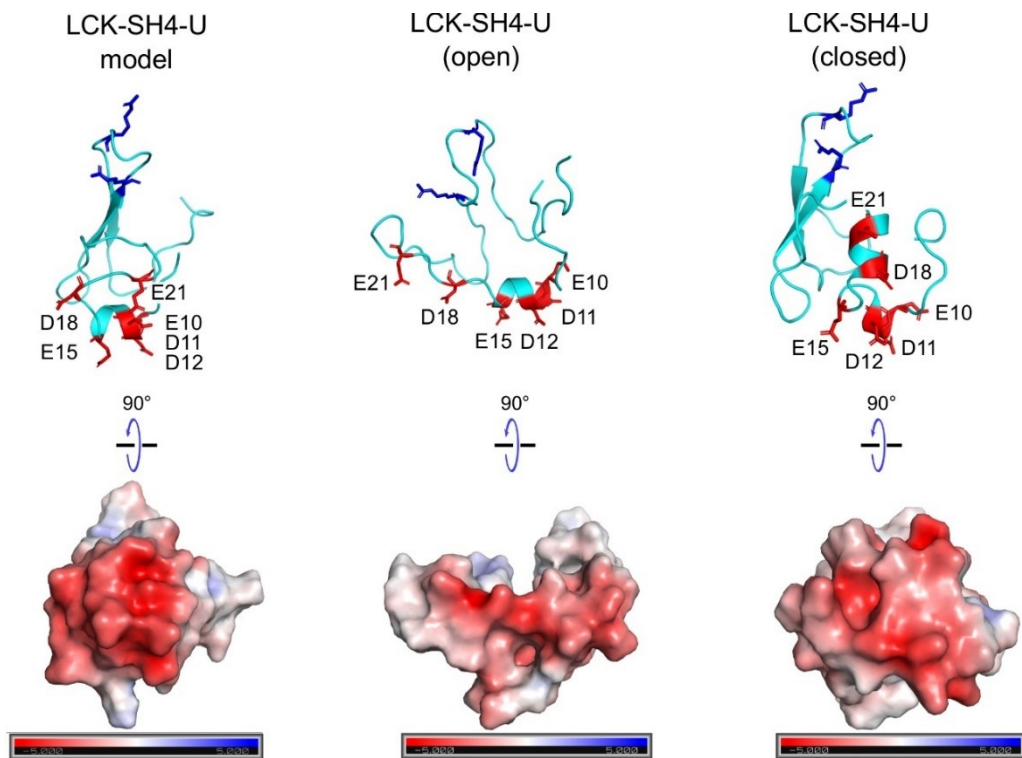 LCK-SH4-U
model
LCK-SH4-U
(open)
LCK-SH4-U
(closed)
E21
D18
E10
D11
E15
D12
E21
D18
E10
D11
E15
D12
E21
D18
E10
E15
D11
D12
90°
90°
90°
-5.000 5.000
-5.000 5.000
-5.000 5.000